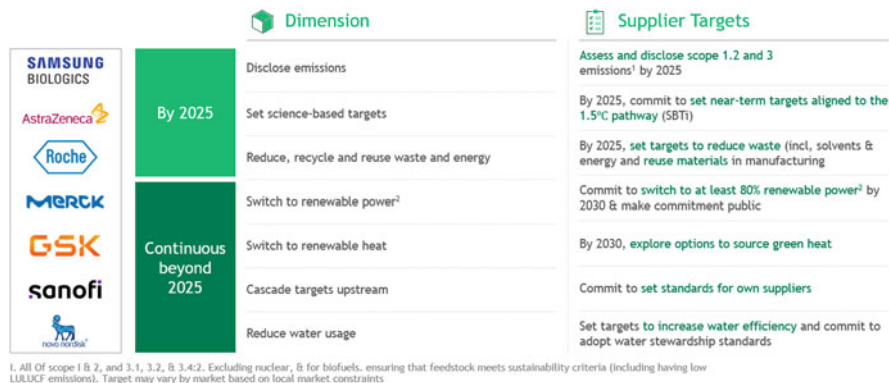 Dimension
Supplier Targets
SAMSUNG
BIOLOGICS
AstraZeneca
Roche
MERCK
GSK
sanofi
novo nordisk®
By 2025
Continuous
beyond
2025
Disclose emissions
Assess and disclose scope 1.2 and 3
emissions¹ by 2025
Set science-based targets
By 2025, commit to set near-term targets aligned to the
1.5°C pathway (SBTi)
Reduce, recycle and reuse waste and energy
By 2025, set targets to reduce waste (incl, solvents &
energy and reuse materials in manufacturing
Switch to renewable power²
Commit to switch to at least 80% renewable power² by
2030 & make commitment public
Switch to renewable heat
By 2030, explore options to source green heat
Cascade targets upstream
Commit to set standards for own suppliers
Reduce water usage
Set targets to increase water efficiency and commit to
adopt water stewardship standards
I. All Of scope I & 2, and 3.1, 3.2, & 3.4:2. Excluding nuclear, & for biofuels. ensuring that feedstock meets sustainability criteria (including having low
LULUCF emissions). Target may vary by market based on local market constraints